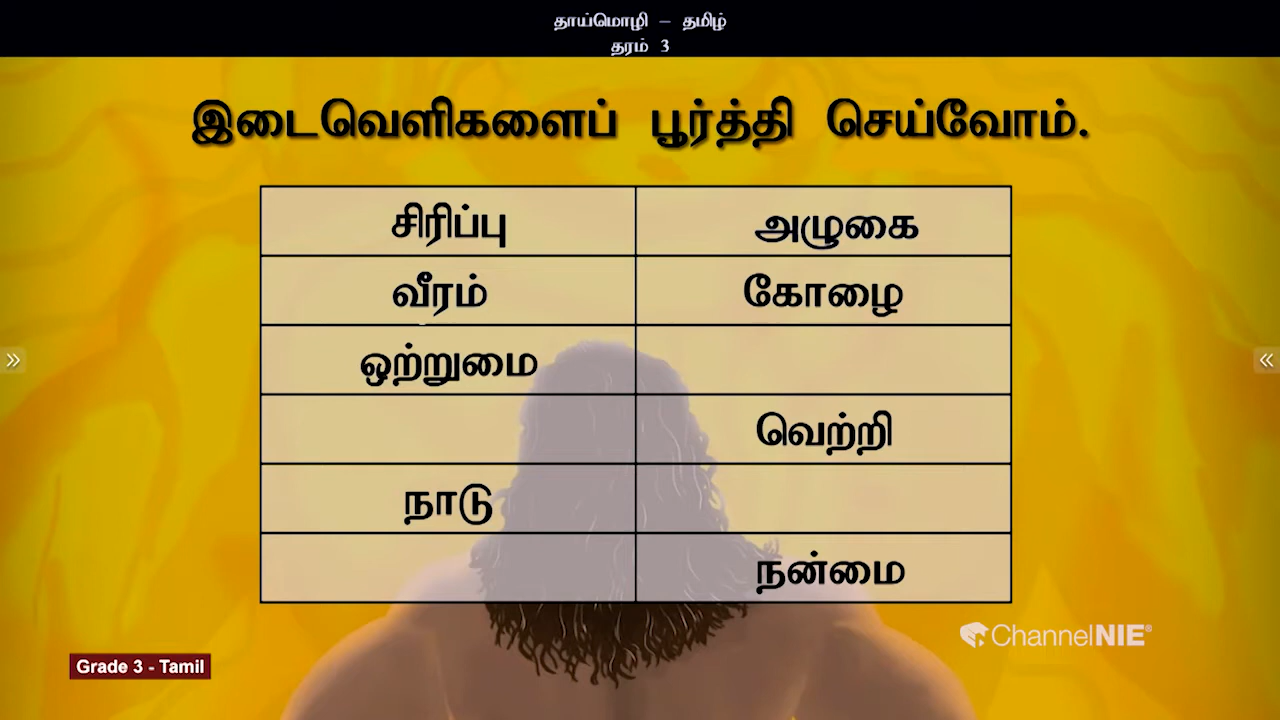 தாய்மொழி – தமிழ்
தரம் 3
இடைவெளிகளைப் பூர்த்தி செய்வோம்.
சிரிப்பு அழுகை
வீரம் கோழை
ஒற்றுமை
வெற்றி
நாடு
நன்மை
ChannelNIE®
Grade 3 - Tamil